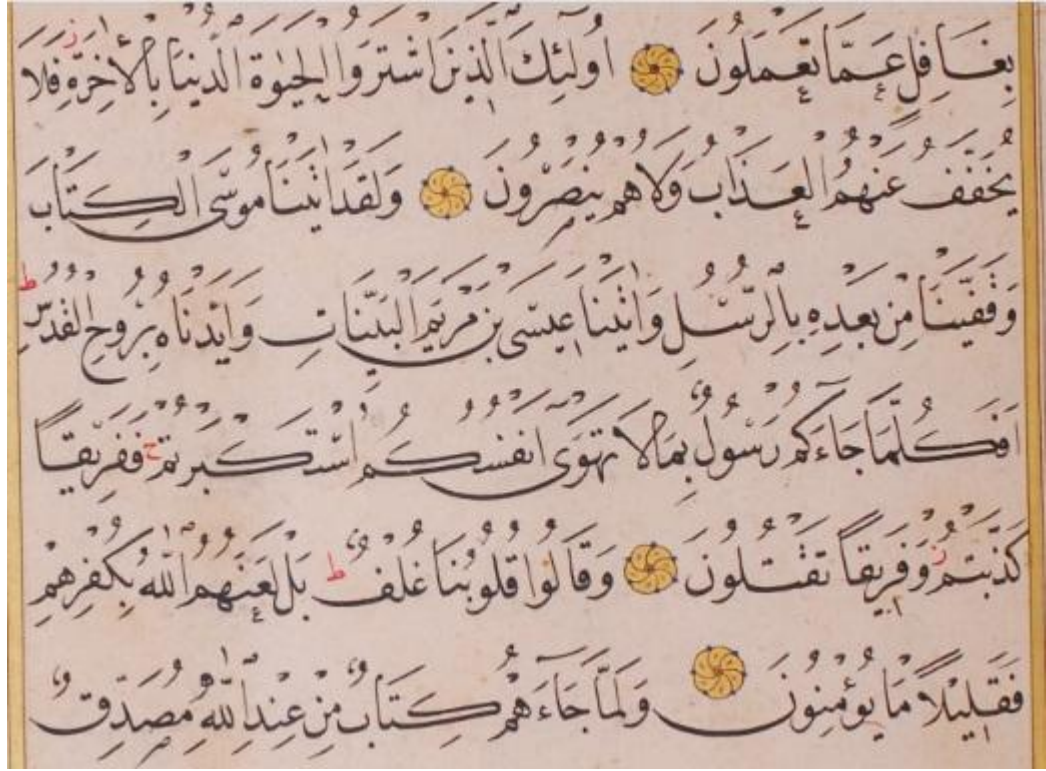 بِغَافِلٍ عَمَّا تَعْمَلُونَ اُولٰئِكَ الَّذِينَ اشْتَرَوُا الْحَيٰوةَ الدُّنْيَا بِالْاٰخِرَةِ ز فَلَا
يُخَفَّفُ عَنْهُمُ الْعَذَابُ وَلَا هُمْ يُنْصَرُونَ وَلَقَدْ اٰتَيْنَا مُوسَى الْكِتَابَ
وَقَفَّيْنَا مِنْ بَعْدِهِ بِالرُّسُلِ وَاٰتَيْنَا عِيسَى بْنَ مَرْيَمَ الْبَيِّنَاتِ وَاَيَّدْنَاهُ بِرُوحِ الْقُدُسِ ط
اَفَكُلَّمَا جَاءَكُمْ رَسُولٌ بِمَا لَا تَهْوٰى اَنْفُسُكُمُ اسْتَكْبَرْتُمْ ج فَفَرِيقًا
كَذَّبْتُمْ ز وَفَرِيقًا تَقْتُلُونَ وَقَالُوا قُلُوبُنَا غُلْفٌ ط بَلْ لَعَنَهُمُ اللّٰهُ بِكُفْرِهِمْ
فَقَلِيلًا مَا يُؤْمِنُونَ وَلَمَّا جَاءَهُمْ كِتَابٌ مِنْ عِنْدِ اللّٰهِ مُصَدِّقٌ